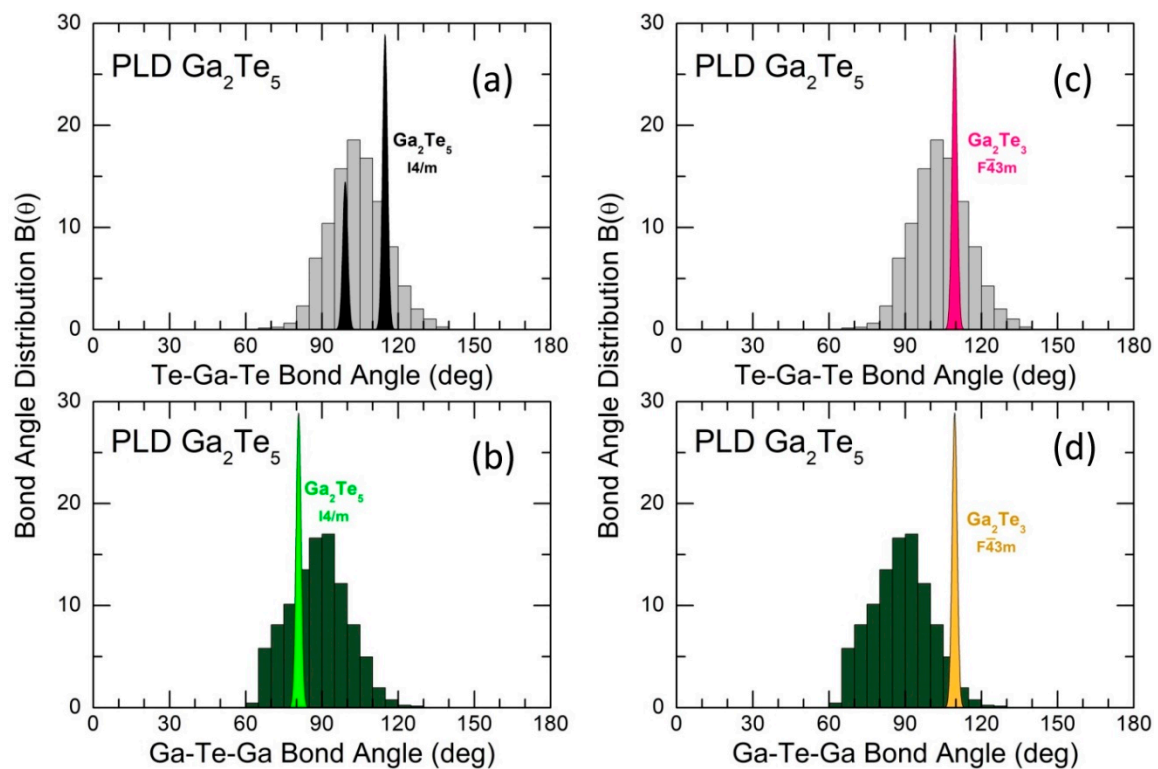 PLD Ga₂Te₅
(a)
Ga₂Te₅
I4/m
30
20
10
0
0 30 60 90 120 150 180
Te-Ga-Te Bond Angle (deg)
Bond Angle Distribution B(θ)
PLD Ga₂Te₅
(b)
Ga₂Te₅
I4/m
30
20
10
0
0 30 60 90 120 150 180
Ga-Te-Ga Bond Angle (deg)
PLD Ga₂Te₅
(c)
Ga₂Te₃
F4̅3m
30
20
10
0
0 30 60 90 120 150 180
Te-Ga-Te Bond Angle (deg)
Bond Angle Distribution B(θ)
PLD Ga₂Te₅
(d)
Ga₂Te₃
F4̅3m
30
20
10
0
0 30 60 90 120 150 180
Ga-Te-Ga Bond Angle (deg)